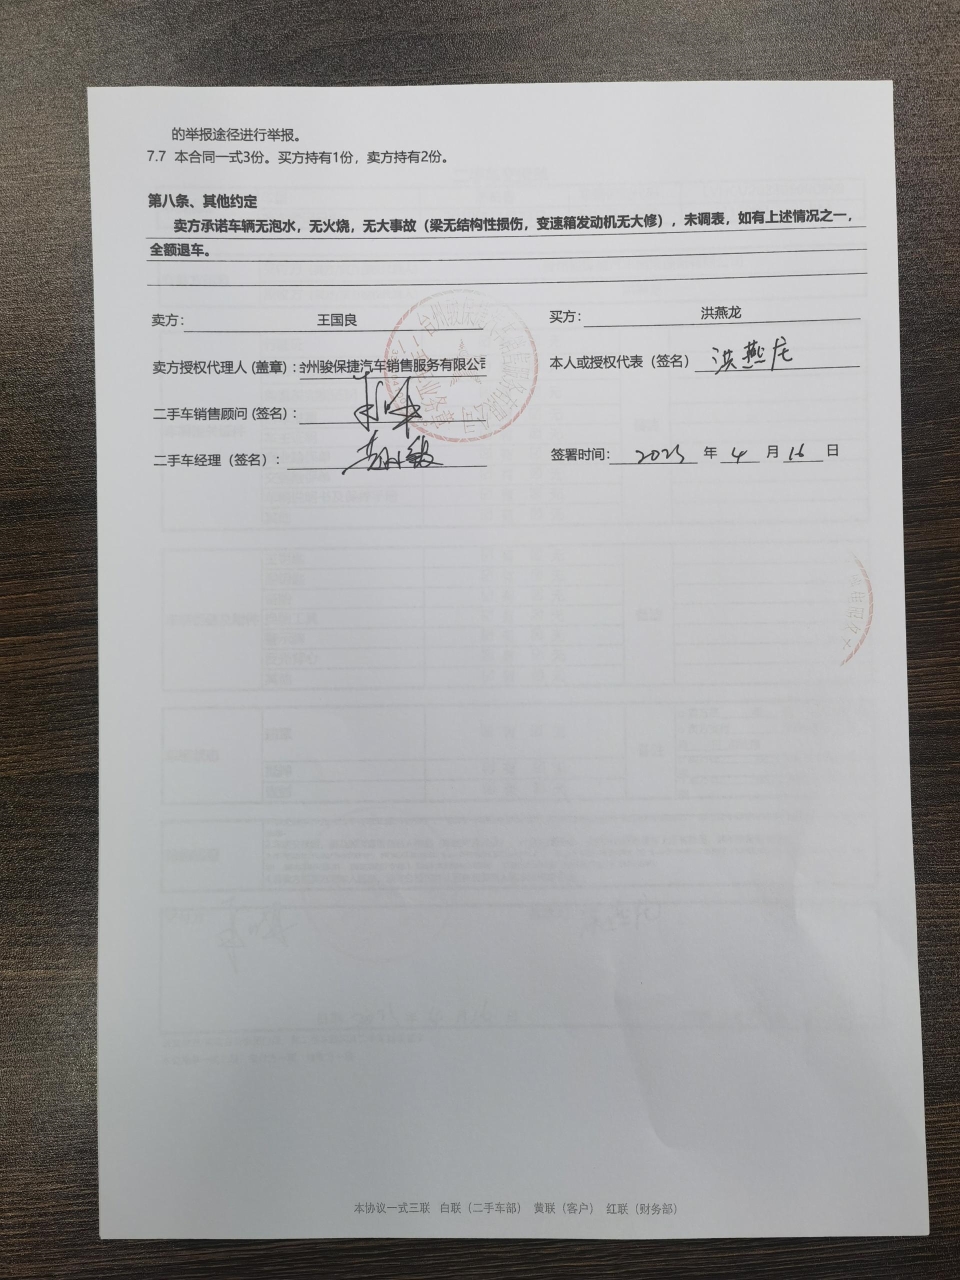 的举报途径进行举报。
7.7 本合同一式3份。买方持有1份，卖方持有2份。
第八条、其他约定
卖方承诺车辆无泡水，无火烧，无大事故（梁无结构性损伤，变速箱发动机无大修），未调表，如有上述情况之一，
全额退车。
卖方： 王国良
买方： 洪燕龙
卖方授权代理人（盖章）：台州骏保捷汽车销售服务有限公司
本人或授权代表（签名） 洪燕龙
二手车销售顾问（签名）：
二手车经理（签名）：
签署时间： 2025 年 4 月 16 日
本协议一式三联 白联（二手车部） 黄联（客户） 红联（财务部）